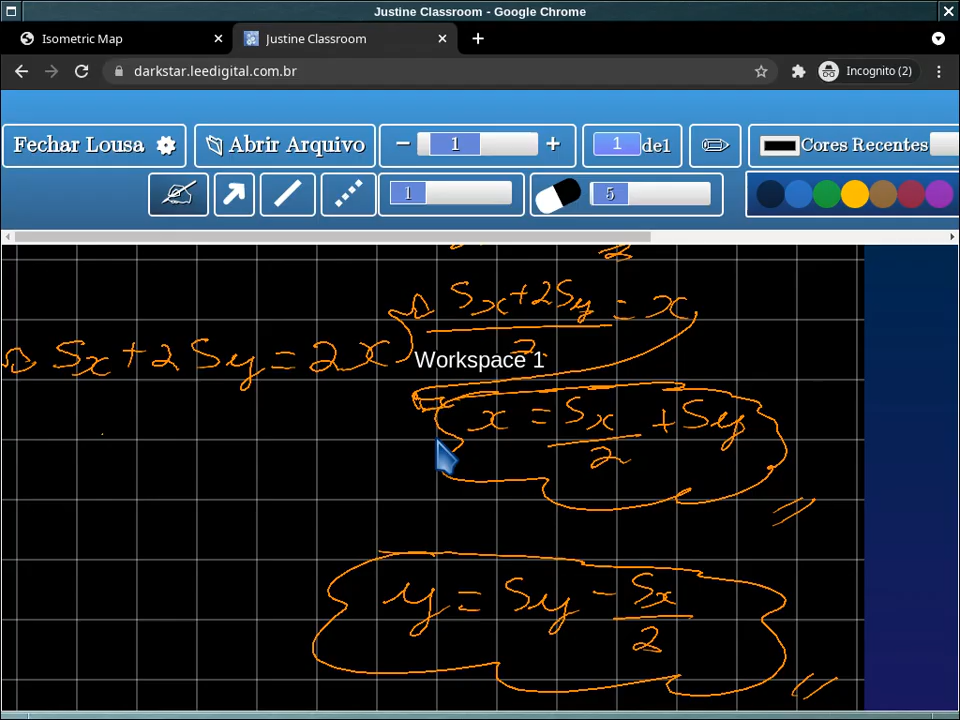 Justine Classroom - Google Chrome
Isometric Map
Justine Classroom
darkstar.leedigital.com.br
Incognito (2)
Fechar Lousa
Abrir Arquivo
− 1 +
1 de1
Cores Recentes
1
5
2
Sx+2Sy = x
2
Sx+2Sy=2x
Workspace 1
x = Sx/2 + Sy
y = Sy − Sx/2